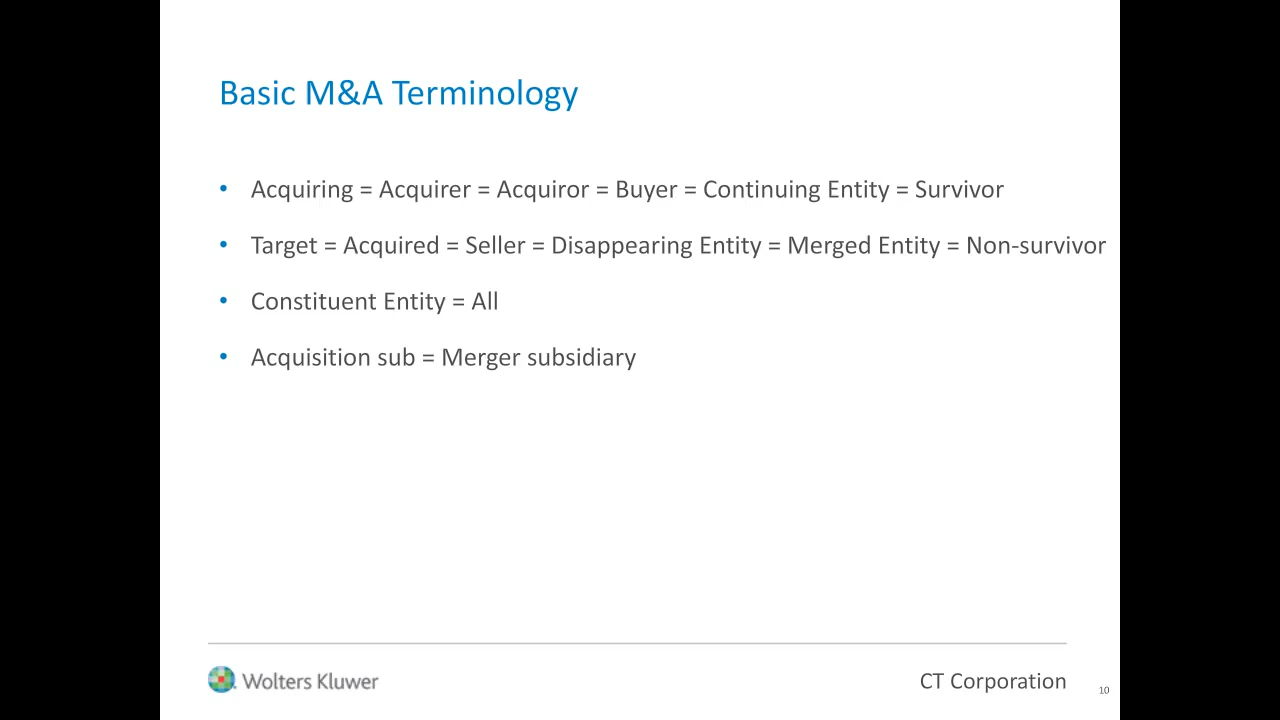 Basic M&A Terminology
• Acquiring = Acquirer = Acquiror = Buyer = Continuing Entity = Survivor
• Target = Acquired = Seller = Disappearing Entity = Merged Entity = Non-survivor
• Constituent Entity = All
• Acquisition sub = Merger subsidiary
Wolters Kluwer
CT Corporation
10